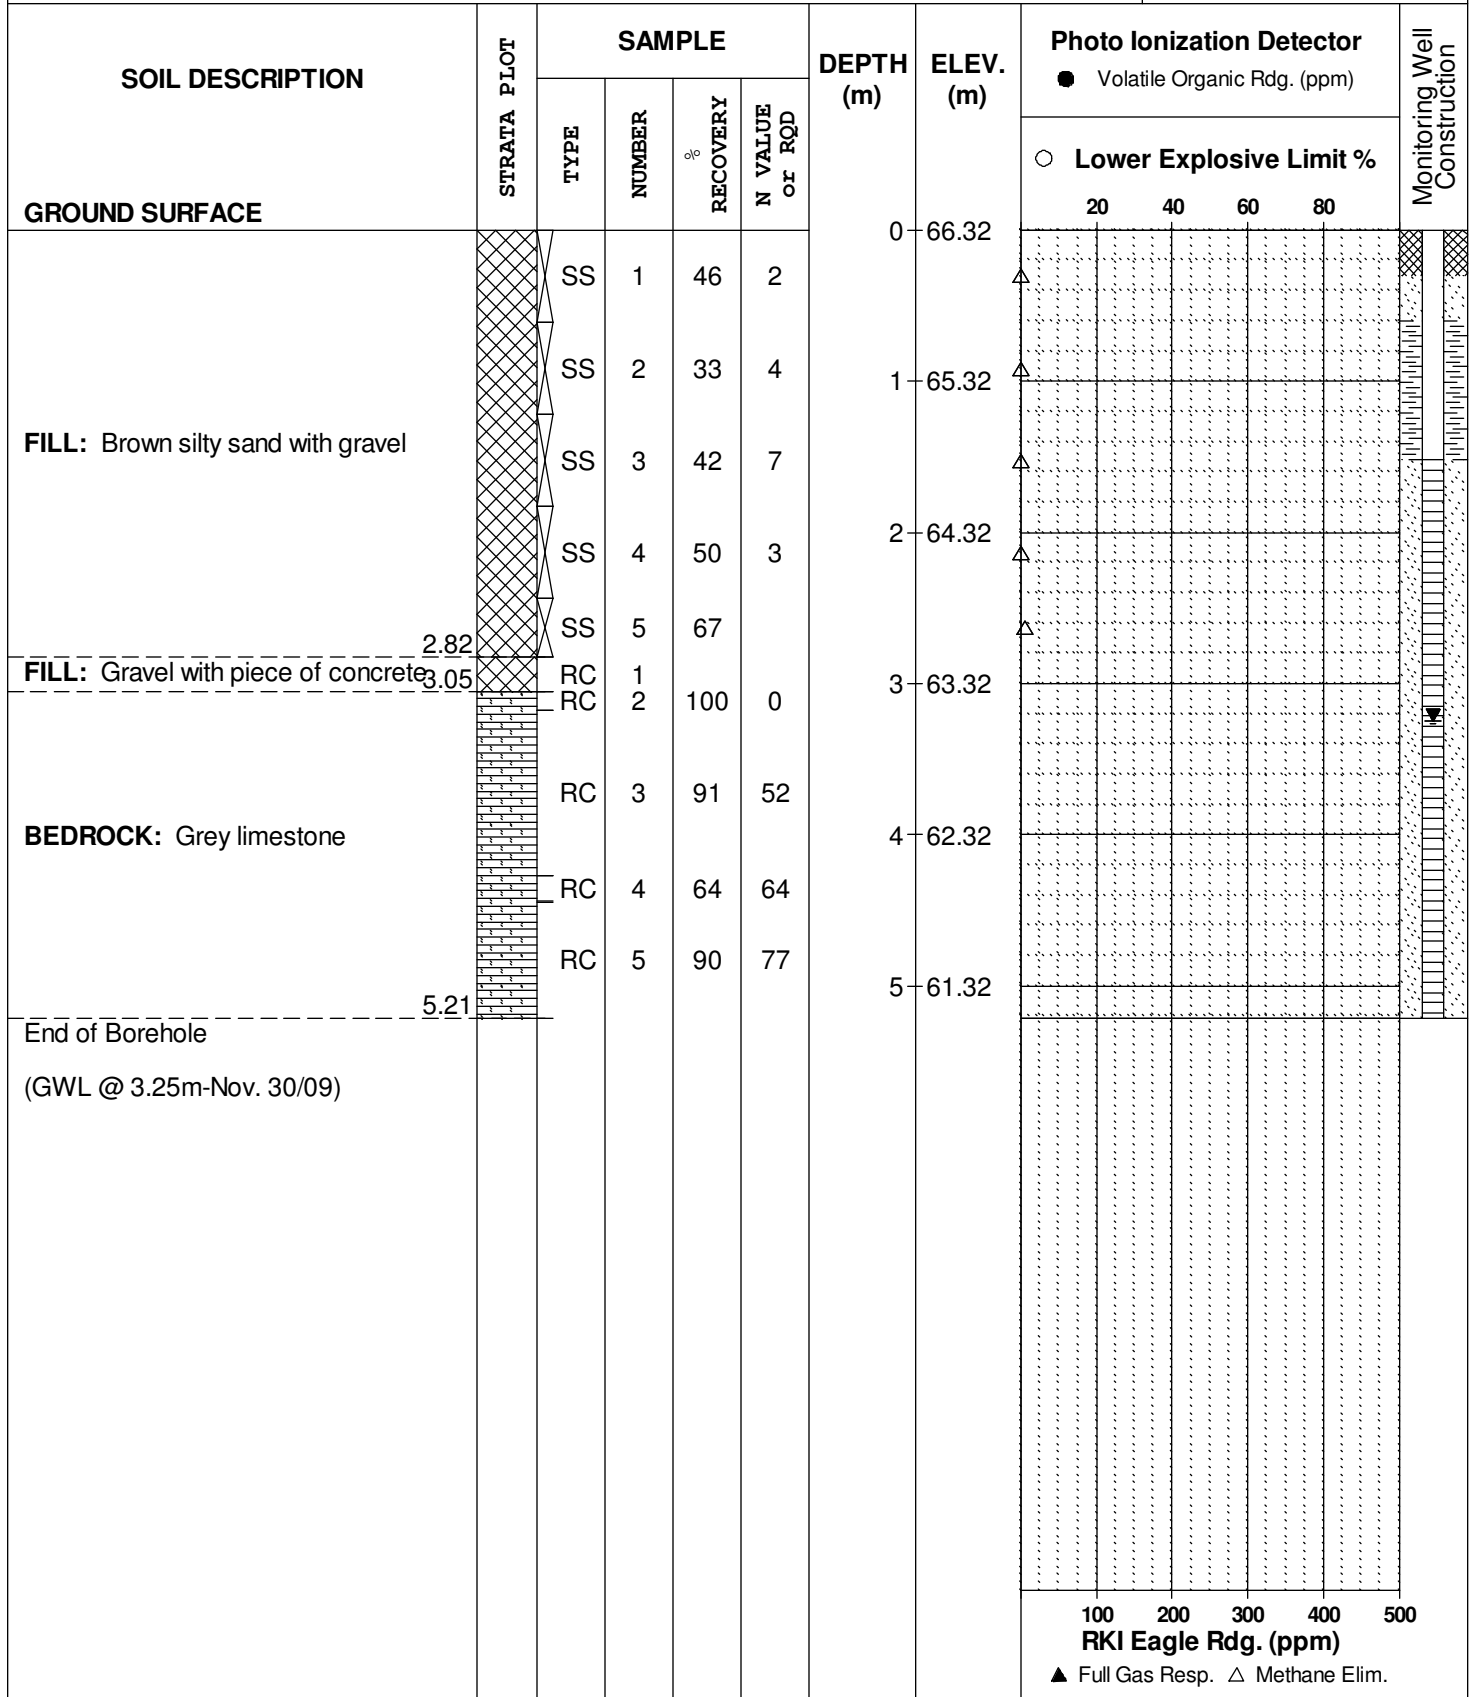 SOIL DESCRIPTION
GROUND SURFACE
STRATA PLOT
SAMPLE
TYPE
NUMBER
%
RECOVERY
N VALUE
or RQD
DEPTH
(m)
ELEV.
(m)
Photo Ionization Detector
● Volatile Organic Rdg. (ppm)
○ Lower Explosive Limit %
20 40 60 80
Monitoring Well
Construction
0 66.32
SS 1 46 2
SS 2 33 4
1 65.32
FILL: Brown silty sand with gravel
SS 3 42 7
2 64.32
SS 4 50 3
SS 5 67
2.82
FILL: Gravel with piece of concrete
3.05
RC 1
3 63.32
RC 2 100 0
RC 3 91 52
BEDROCK: Grey limestone
4 62.32
RC 4 64 64
RC 5 90 77
5 61.32
5.21
End of Borehole
(GWL @ 3.25m-Nov. 30/09)
100 200 300 400 500
RKI Eagle Rdg. (ppm)
▲ Full Gas Resp. △ Methane Elim.